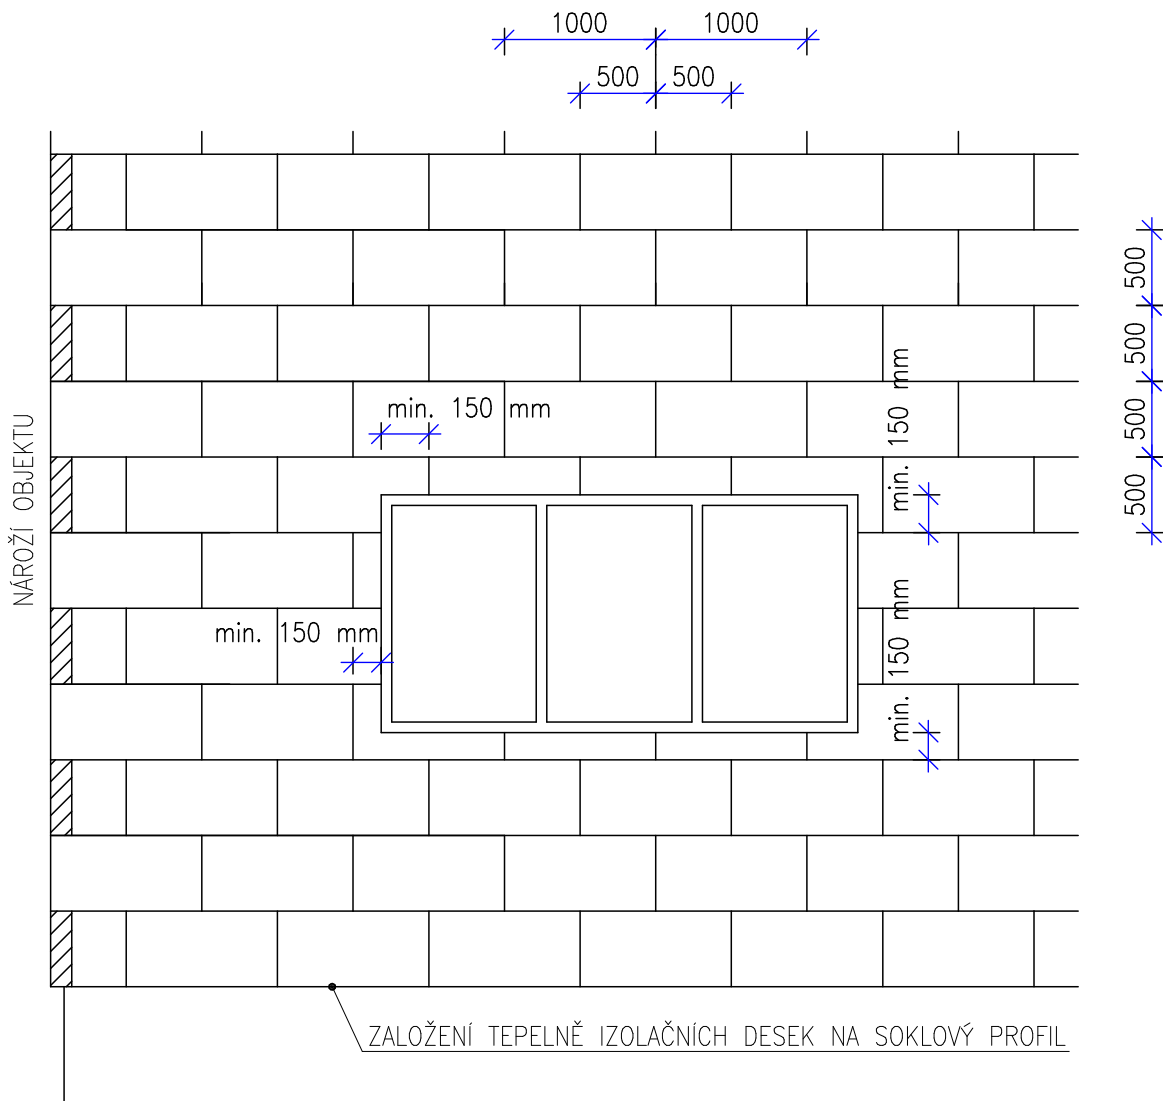 1000 1000
500 500
500
500
500
500
min. 150 mm
min. 150 mm
NÁROŽÍ OBJEKTU
min. 150 mm
min. 150 mm
ZALOŽENÍ TEPELNĚ IZOLAČNÍCH DESEK NA SOKLOVÝ PROFIL